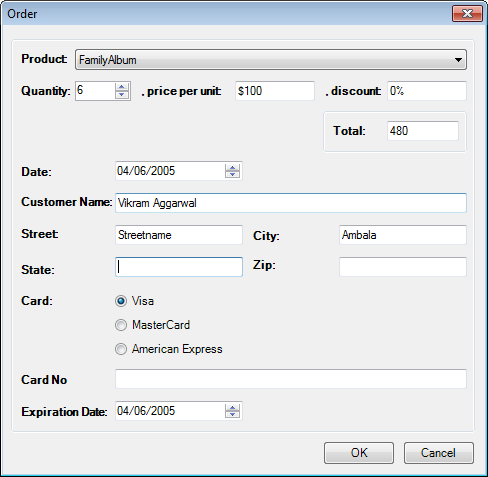 Order
Product: FamilyAlbum
Quantity: 6 , price per unit: $100 , discount: 0%
Total: 480
Date: 04/06/2005
Customer Name: Vikram Aggarwal
Street: Streetname City: Ambala
State: Zip:
Card: Visa
MasterCard
American Express
Card No
Expiration Date: 04/06/2005
OK Cancel